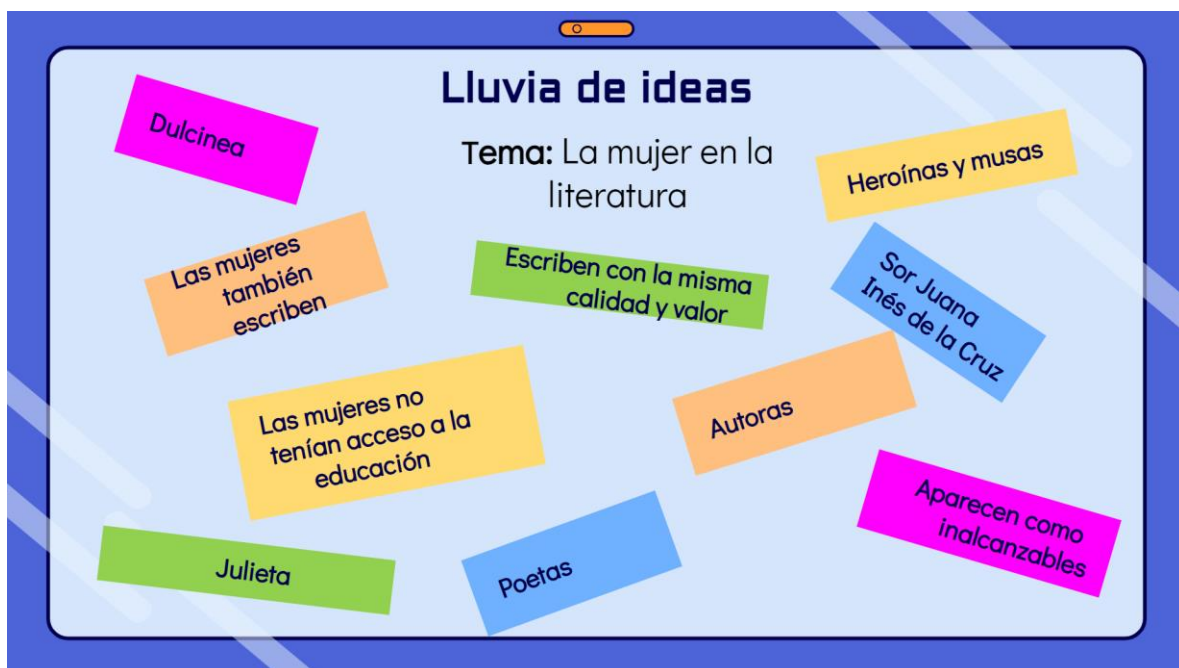 Lluvia de ideas
Tema: La mujer en la
literatura
Dulcinea
Heroínas y musas
Las mujeres
también
escriben
Escriben con la misma
calidad y valor
Sor Juana
Inés de la Cruz
Las mujeres no
tenían acceso a la
educación
Autoras
Aparecen como
inalcanzables
Julieta
Poetas